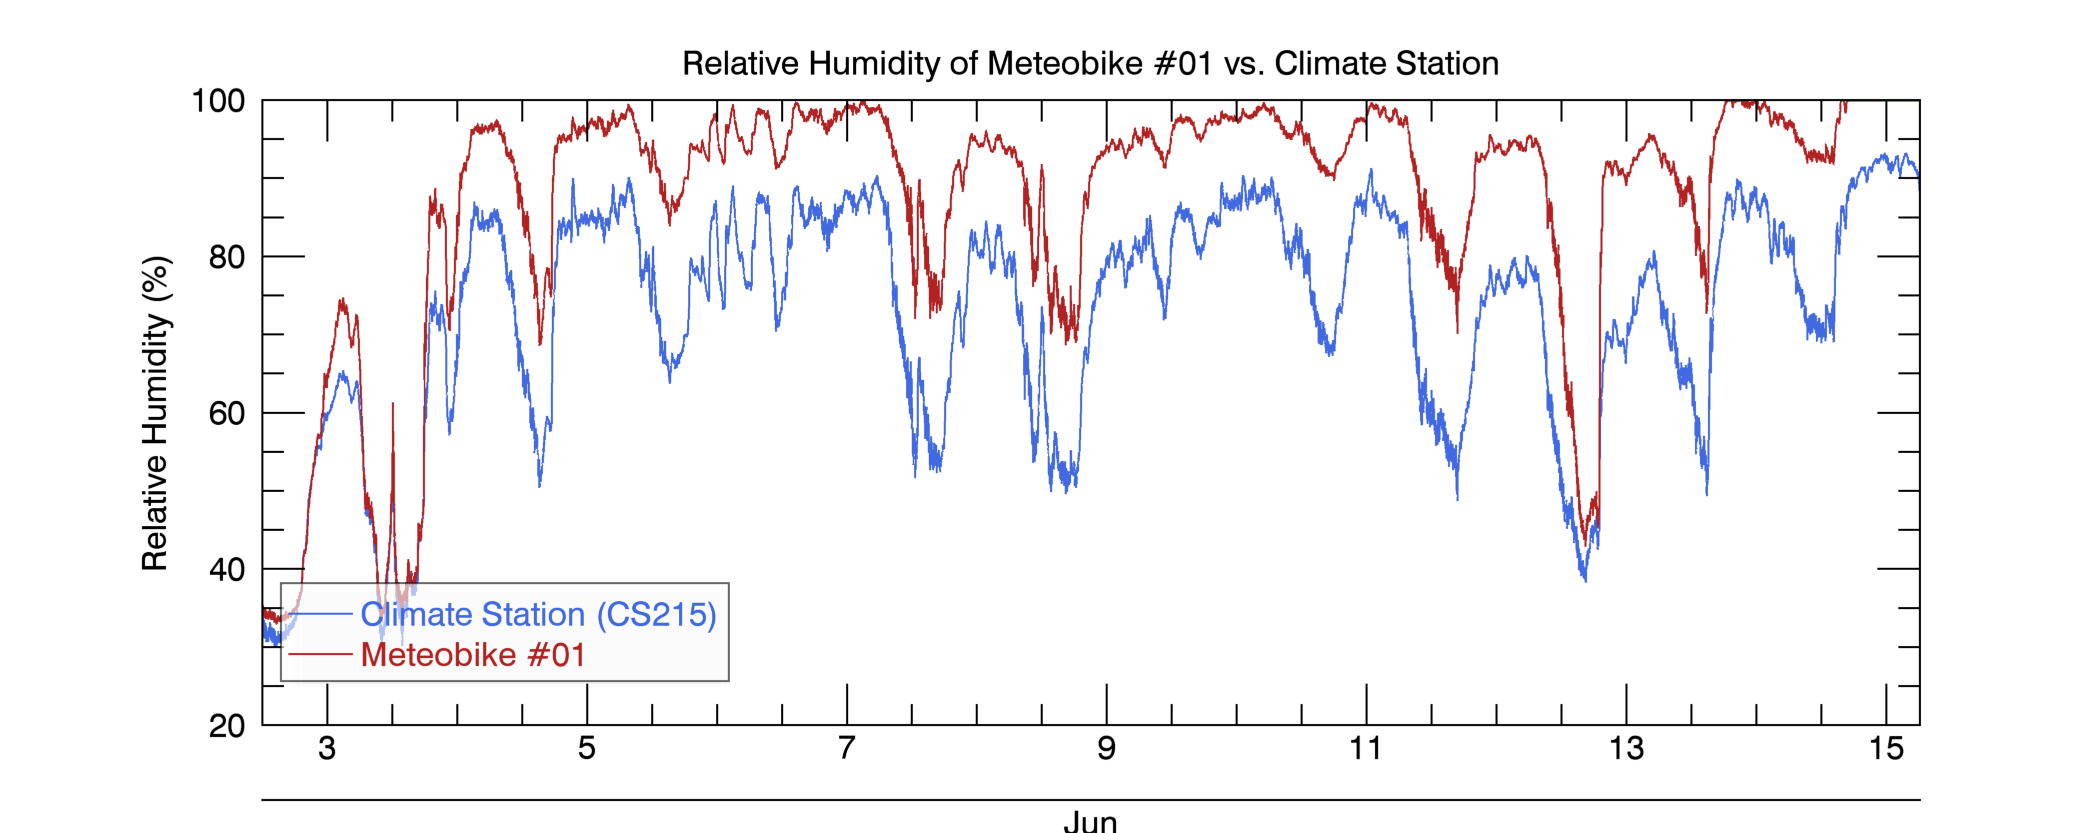 Relative Humidity of Meteobike #01 vs. Climate Station
Relative Humidity (%)
100
80
60
40
20
Climate Station (CS215)
Meteobike #01
3 5 7 9 11 13 15
Jun